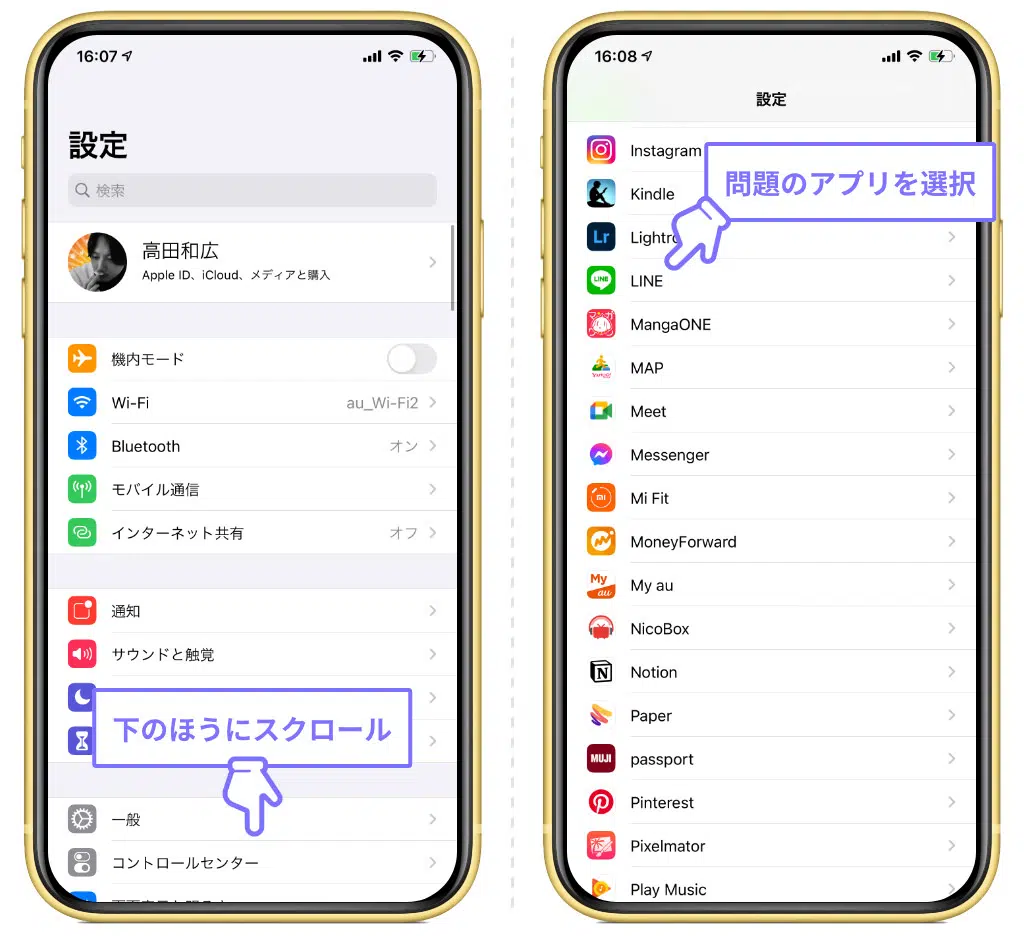 16:07
設定
検索
高田和広
Apple ID、iCloud、メディアと購入
機内モード
Wi-Fi au_Wi-Fi2
Bluetooth オン
モバイル通信
インターネット共有 オフ
通知
サウンドと触覚
下のほうにスクロール
一般
コントロールセンター
16:08
設定
Instagram
問題のアプリを選択
Kindle
Lr Lightro
LINE LINE
MangaONE
MAP
Meet
Messenger
Mi Fit
MoneyForward
My au My au
NicoBox
N Notion
Paper
MUJI passport
Pinterest
Pixelmator
Play Music